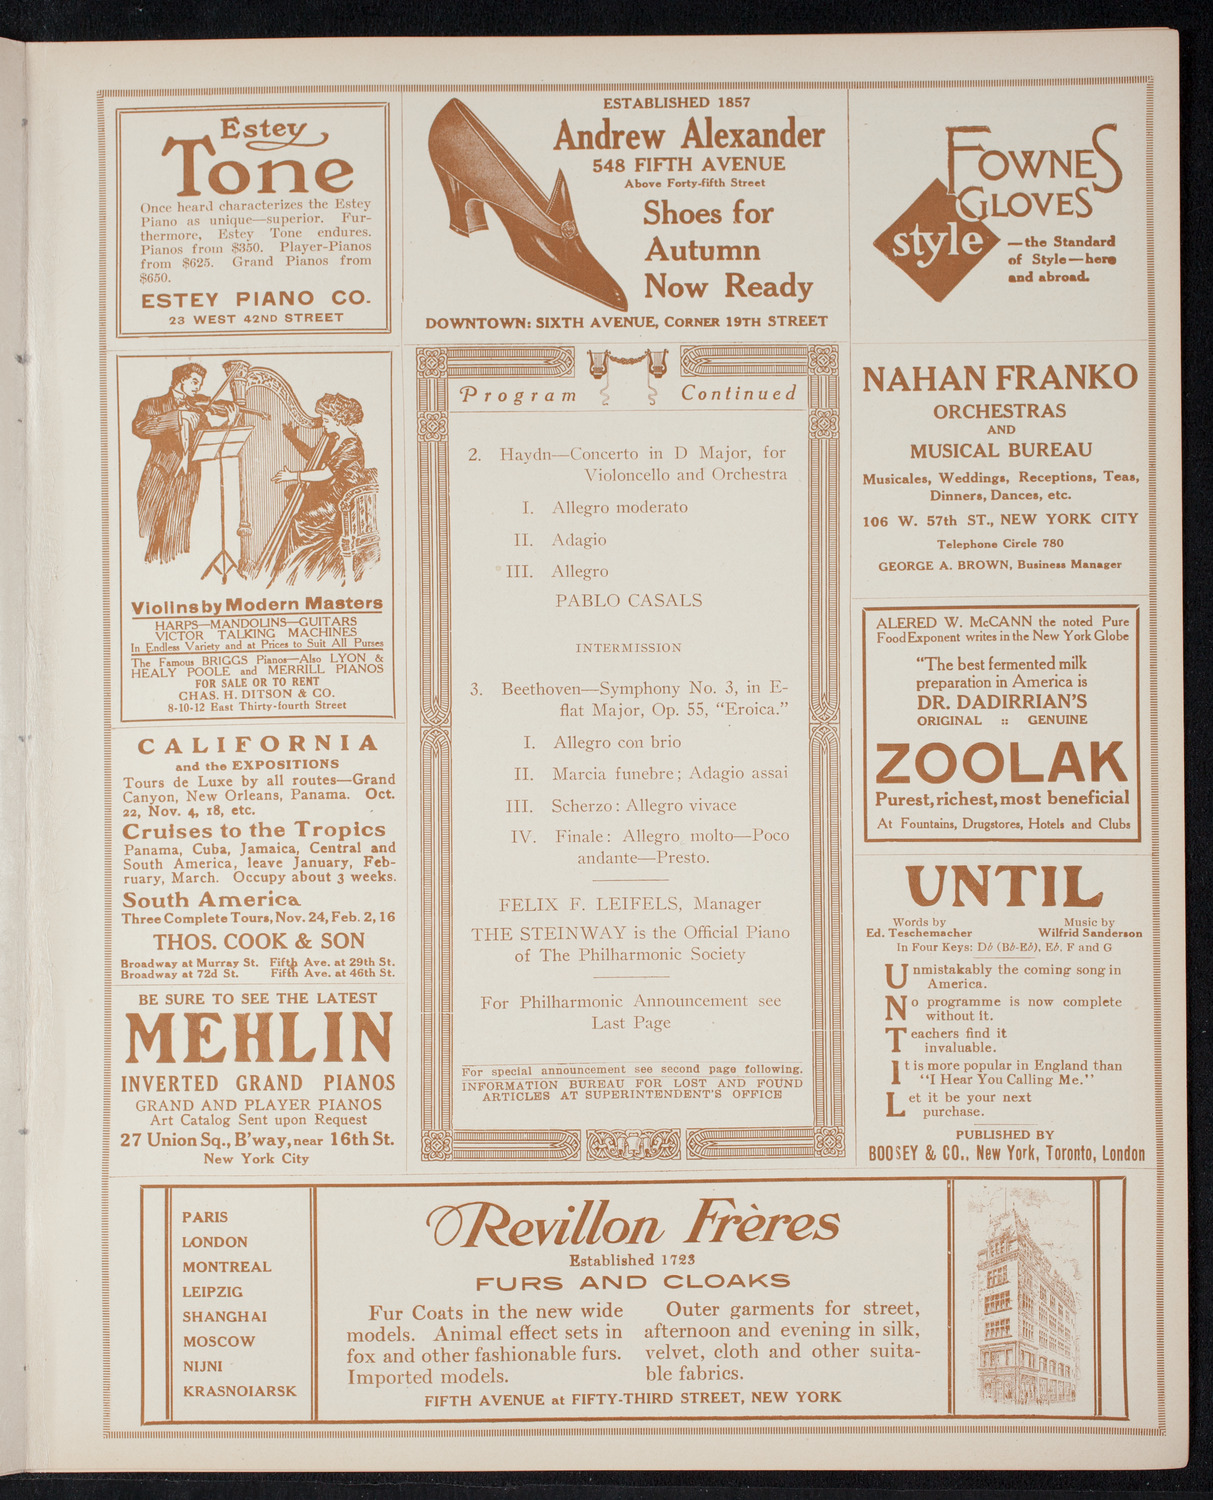 Estey
Tone
Once heard characterizes the Estey
Piano as unique—superior. Fur-
thermore, Estey Tone endures.
Pianos from $350. Player-Pianos
from $625. Grand Pianos from
$650.
ESTEY PIANO CO.
23 WEST 42ND STREET
ESTABLISHED 1857
Andrew Alexander
548 FIFTH AVENUE
Above Forty-fifth Street
Shoes for
Autumn
Now Ready
DOWNTOWN: SIXTH AVENUE, CORNER 19TH STREET
FOWNES
GLOVES
style
—the Standard
of Style—here
and abroad.
Violins by Modern Masters
HARPS—MANDOLINS—GUITARS
VICTOR TALKING MACHINES
In Endless Variety and at Prices to Suit All Purses
The Famous BRIGGS Pianos—Also LYON &
HEALY POOLE and MERRILL PIANOS
FOR SALE OR TO RENT
CHAS. H. DITSON & CO.
8-10-12 East Thirty-fourth Street
CALIFORNIA
and the EXPOSITIONS
Tours de Luxe by all routes—Grand
Canyon, New Orleans, Panama. Oct.
22, Nov. 4, 18, etc.
Cruises to the Tropics
Panama, Cuba, Jamaica, Central and
South America, leave January, Feb-
ruary, March. Occupy about 3 weeks.
South America
Three Complete Tours, Nov. 24, Feb. 2, 16
THOS. COOK & SON
Broadway at Murray St. Fifth Ave. at 29th St.
Broadway at 72d St. Fifth Ave. at 46th St.
BE SURE TO SEE THE LATEST
MEHLIN
INVERTED GRAND PIANOS
GRAND AND PLAYER PIANOS
Art Catalog Sent upon Request
27 Union Sq., B'way, near 16th St.
New York City
Program Continued
2. Haydn—Concerto in D Major, for
Violoncello and Orchestra
I. Allegro moderato
II. Adagio
III. Allegro
PABLO CASALS
INTERMISSION
3. Beethoven—Symphony No. 3, in E-
flat Major, Op. 55, "Eroica."
I. Allegro con brio
II. Marcia funebre; Adagio assai
III. Scherzo: Allegro vivace
IV. Finale: Allegro molto—Poco
andante—Presto.
FELIX F. LEIFELS, Manager
THE STEINWAY is the Official Piano
of The Philharmonic Society
For Philharmonic Announcement see
Last Page
For special announcement see second page following.
INFORMATION BUREAU FOR LOST AND FOUND
ARTICLES AT SUPERINTENDENT'S OFFICE
NAHAN FRANKO
ORCHESTRAS
AND
MUSICAL BUREAU
Musicales, Weddings, Receptions, Teas,
Dinners, Dances, etc.
106 W. 57th ST., NEW YORK CITY
Telephone Circle 780
GEORGE A. BROWN, Business Manager
ALERED W. McCANN the noted Pure
Food Exponent writes in the New York Globe
"The best fermented milk
preparation in America is
DR. DADIRRIAN'S
ORIGINAL :: GENUINE
ZOOLAK
Purest, richest, most beneficial
At Fountains, Drugstores, Hotels and Clubs
UNTIL
Words by Music by
Ed. Teschemacher Wilfrid Sanderson
In Four Keys: D♭ (B♭-E♭), E♭. F and G
Unmistakably the coming song in
America.
No programme is now complete
without it.
Teachers find it
invaluable.
It is more popular in England than
"I Hear You Calling Me."
Let it be your next
purchase.
PUBLISHED BY
BOOSEY & CO., New York, Toronto, London
PARIS
LONDON
MONTREAL
LEIPZIG
SHANGHAI
MOSCOW
NIJNI
KRASNOIARSK
Revillon Frères
Established 1723
FURS AND CLOAKS
Fur Coats in the new wide
models. Animal effect sets in
fox and other fashionable furs.
Imported models.
Outer garments for street,
afternoon and evening in silk,
velvet, cloth and other suita-
ble fabrics.
FIFTH AVENUE at FIFTY-THIRD STREET, NEW YORK